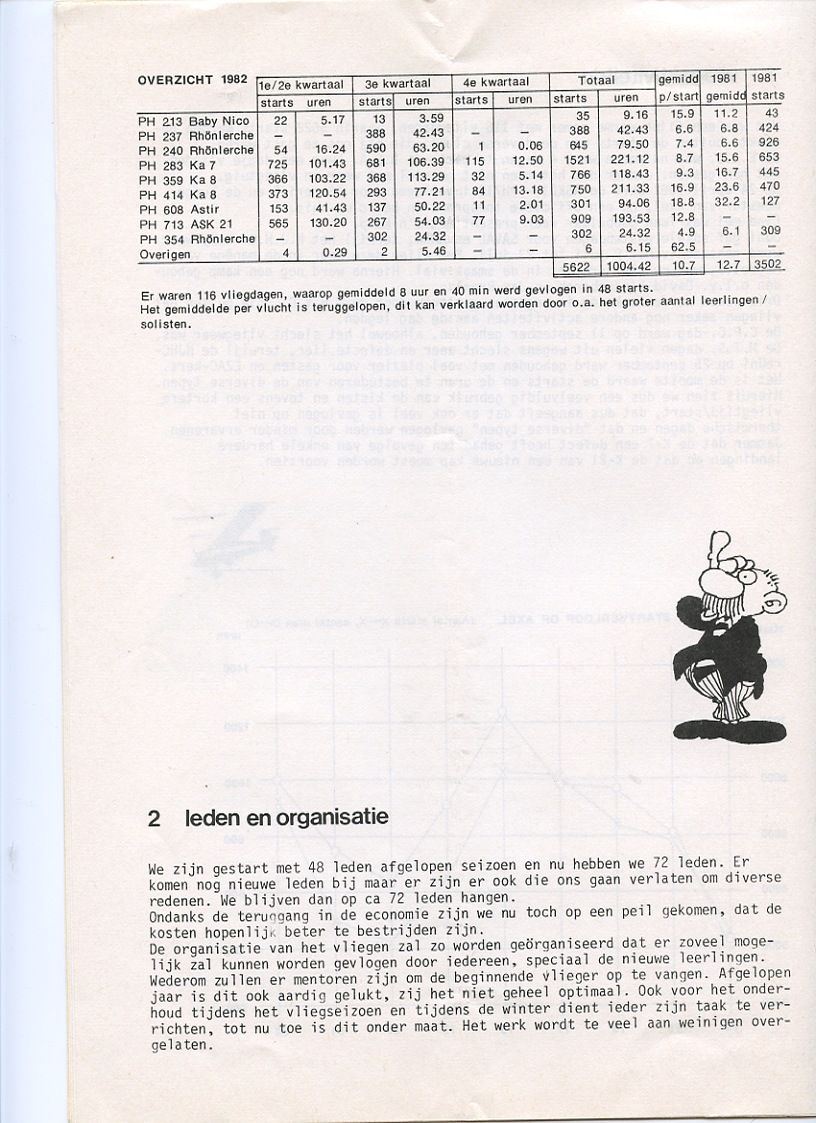 OVERZICHT 1982 1e/2e kwartaal 3e kwartaal 4e kwartaal Totaal gemidd 1981 1981
starts uren starts uren starts uren starts uren p/start gemidd starts
PH 213 Baby Nico 22 5.17 13 3.59 35 9.16 15.9 11.2 43
PH 237 Rhönlerche – – 388 42.43 – – 388 42.43 6.6 6.8 424
PH 240 Rhönlerche 54 16.24 590 63.20 1 0.06 645 79.50 7.4 6.6 926
PH 283 Ka 7 725 101.43 681 106.39 115 12.50 1521 221.12 8.7 15.6 653
PH 359 Ka 8 366 103.22 368 113.29 32 5.14 766 118.43 9.3 16.7 445
PH 414 Ka 8 373 120.54 293 77.21 84 13.18 750 211.33 16.9 23.6 470
PH 608 Astir 153 41.43 137 50.22 11 2.01 301 94.06 18.8 32.2 127
PH 713 ASK 21 565 130.20 267 54.03 77 9.03 909 193.53 12.8 – –
PH 354 Rhönlerche – – 302 24.32 – – 302 24.32 4.9 6.1 309
Overigen 4 0.29 2 5.46 – – 6 6.15 62.5 – –
5622 1004.42 10.7 12.7 3502
Er waren 116 vliegdagen, waarop gemiddeld 8 uur en 40 min werd gevlogen in 48 starts.
Het gemiddelde per vlucht is teruggelopen, dit kan verklaard worden door o.a. het groter aantal leerlingen /
solisten.
2 leden en organisatie
We zijn gestart met 48 leden afgelopen seizoen en nu hebben we 72 leden. Er
komen nog nieuwe leden bij maar er zijn er ook die ons gaan verlaten om diverse
redenen. We blijven dan op ca 72 leden hangen.
Ondanks de teruggang in de economie zijn we nu toch op een peil gekomen, dat de
kosten hopenlijk beter te bestrijden zijn.
De organisatie van het vliegen zal zo worden geörganiseerd dat er zoveel moge-
lijk zal kunnen worden gevlogen door iedereen, speciaal de nieuwe leerlingen.
Wederom zullen er mentoren zijn om de beginnende vlieger op te vangen. Afgelopen
jaar is dit ook aardig gelukt, zij het niet geheel optimaal. Ook voor het onder-
houd tijdens het vliegseizoen en tijdens de winter dient ieder zijn taak te ver-
richten, tot nu toe is dit onder maat. Het werk wordt te veel aan weinigen over-
gelaten.